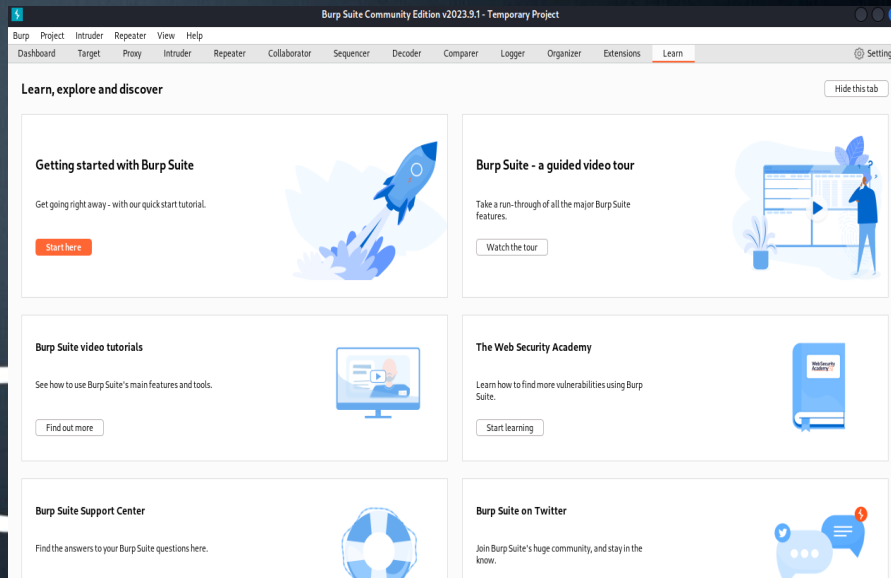 Burp Suite Community Edition v2023.9.1 - Temporary Project
Burp Project Intruder Repeater View Help
Dashboard Target Proxy Intruder Repeater Collaborator Sequencer Decoder Comparer Logger Organizer Extensions Learn Setting
Learn, explore and discover
Hide this tab
Getting started with Burp Suite
Get going right away - with our quick start tutorial.
Start here
Burp Suite - a guided video tour
Take a run-through of all the major Burp Suite
features.
Watch the tour
Burp Suite video tutorials
See how to use Burp Suite's main features and tools.
Find out more
The Web Security Academy
Learn how to find more vulnerabilities using Burp
Suite.
Start learning
WebSecurity
Academy
Burp Suite Support Center
Find the answers to your Burp Suite questions here.
Burp Suite on Twitter
Join Burp Suite's huge community, and stay in the
know.